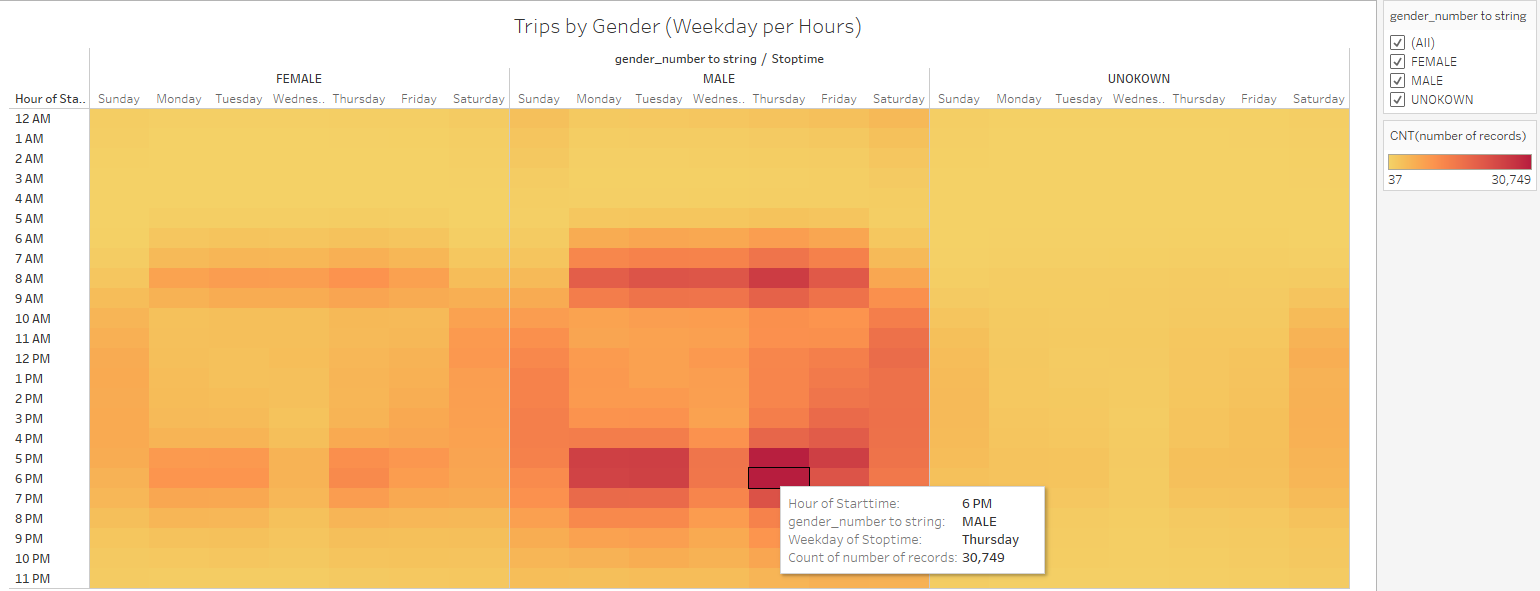 Trips by Gender (Weekday per Hours)
gender_number to string / Stoptime
FEMALE MALE UNOKOWN
Hour of Sta.. Sunday Monday Tuesday Wednes.. Thursday Friday Saturday Sunday Monday Tuesday Wednes.. Thursday Friday Saturday Sunday Monday Tuesday Wednes.. Thursday Friday Saturday
12 AM
1 AM
2 AM
3 AM
4 AM
5 AM
6 AM
7 AM
8 AM
9 AM
10 AM
11 AM
12 PM
1 PM
2 PM
3 PM
4 PM
5 PM
6 PM
7 PM
8 PM
9 PM
10 PM
11 PM
Hour of Starttime: 6 PM
gender_number to string: MALE
Weekday of Stoptime: Thursday
Count of number of records: 30,749
gender_number to string
(All)
FEMALE
MALE
UNOKOWN
CNT(number of records)
37 30,749